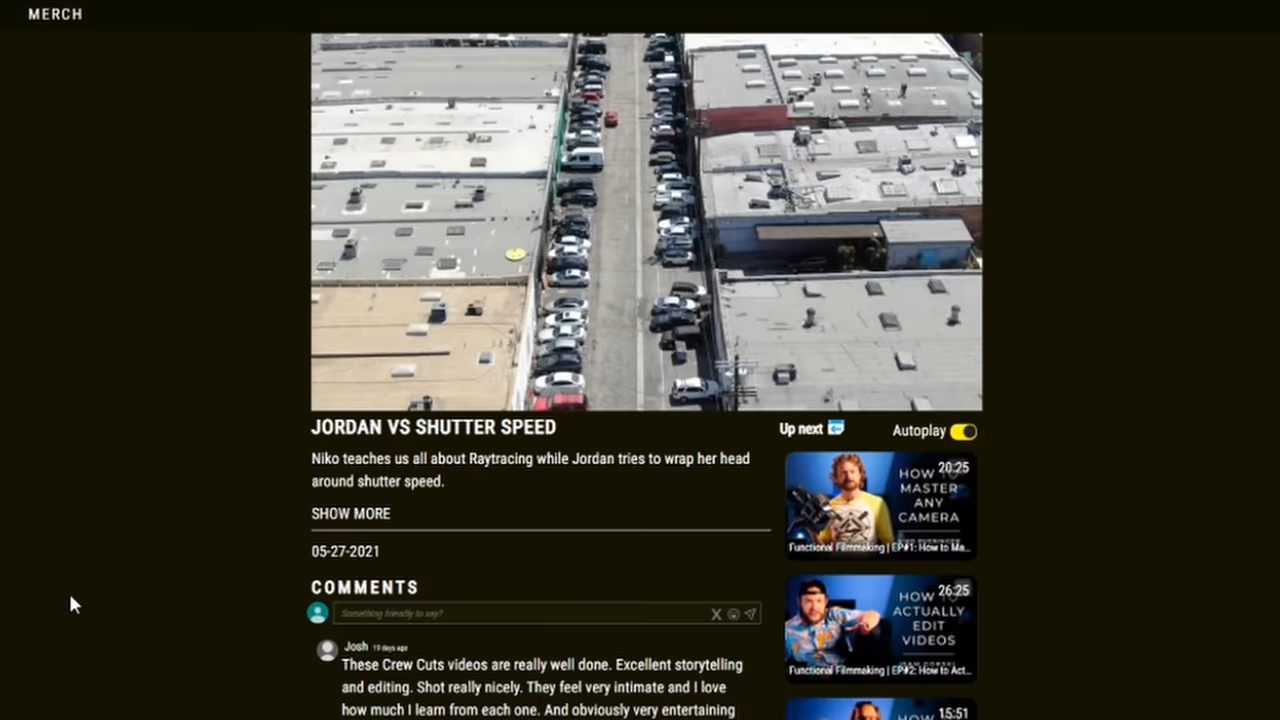 MERCH
JORDAN VS SHUTTER SPEED
Niko teaches us all about Raytracing while Jordan tries to wrap her head
around shutter speed.
SHOW MORE
05-27-2021
COMMENTS
Something friendly to say?
Josh 19 days ago
These Crew Cuts videos are really well done. Excellent storytelling
and editing. Shot really nicely. They feel very intimate and I love
how much I learn from each one. And obviously very entertaining
Up next
Autoplay
20:25
HOW TO
MASTER
ANY
CAMERA
Functional Filmmaking | EP#1: How to Ma...
26:25
HOW TO
ACTUALLY
EDIT
VIDEOS
Functional Filmmaking | EP#2: How to Act...
15:51
HOW